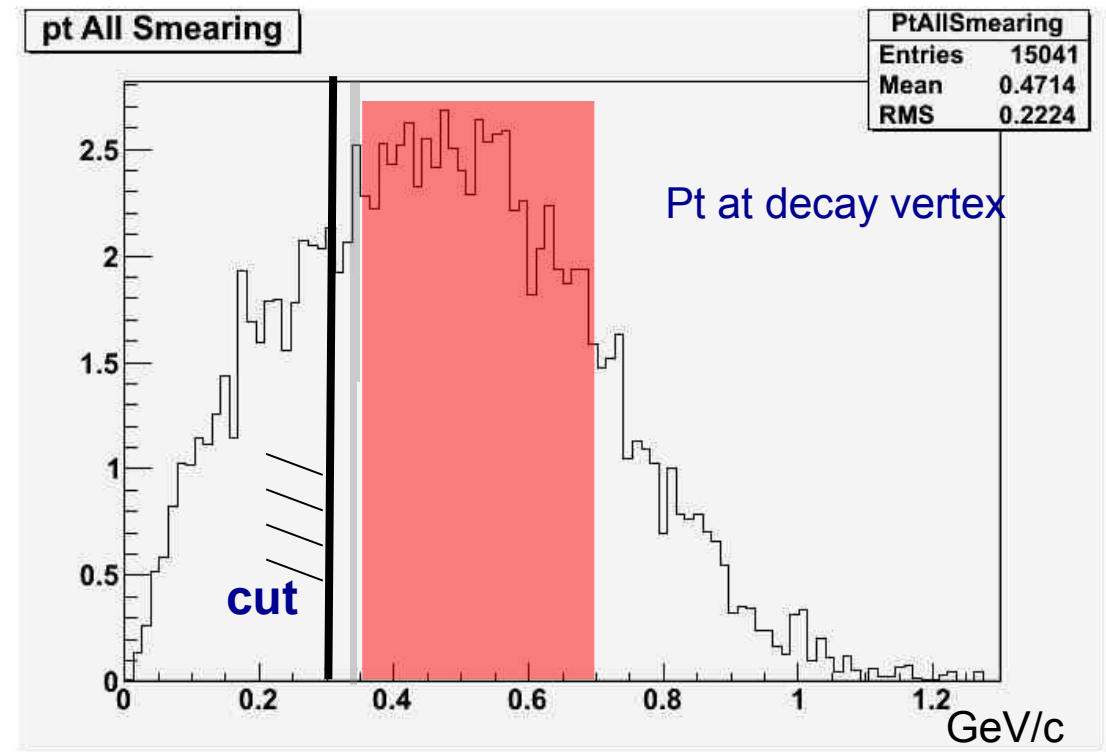 pt All Smearing
PtAllSmearing
Entries 15041
Mean 0.4714
RMS 0.2224
2.5
Pt at decay vertex
2
1.5
1
0.5
cut
0
0 0.2 0.4 0.6 0.8 1 1.2
GeV/c